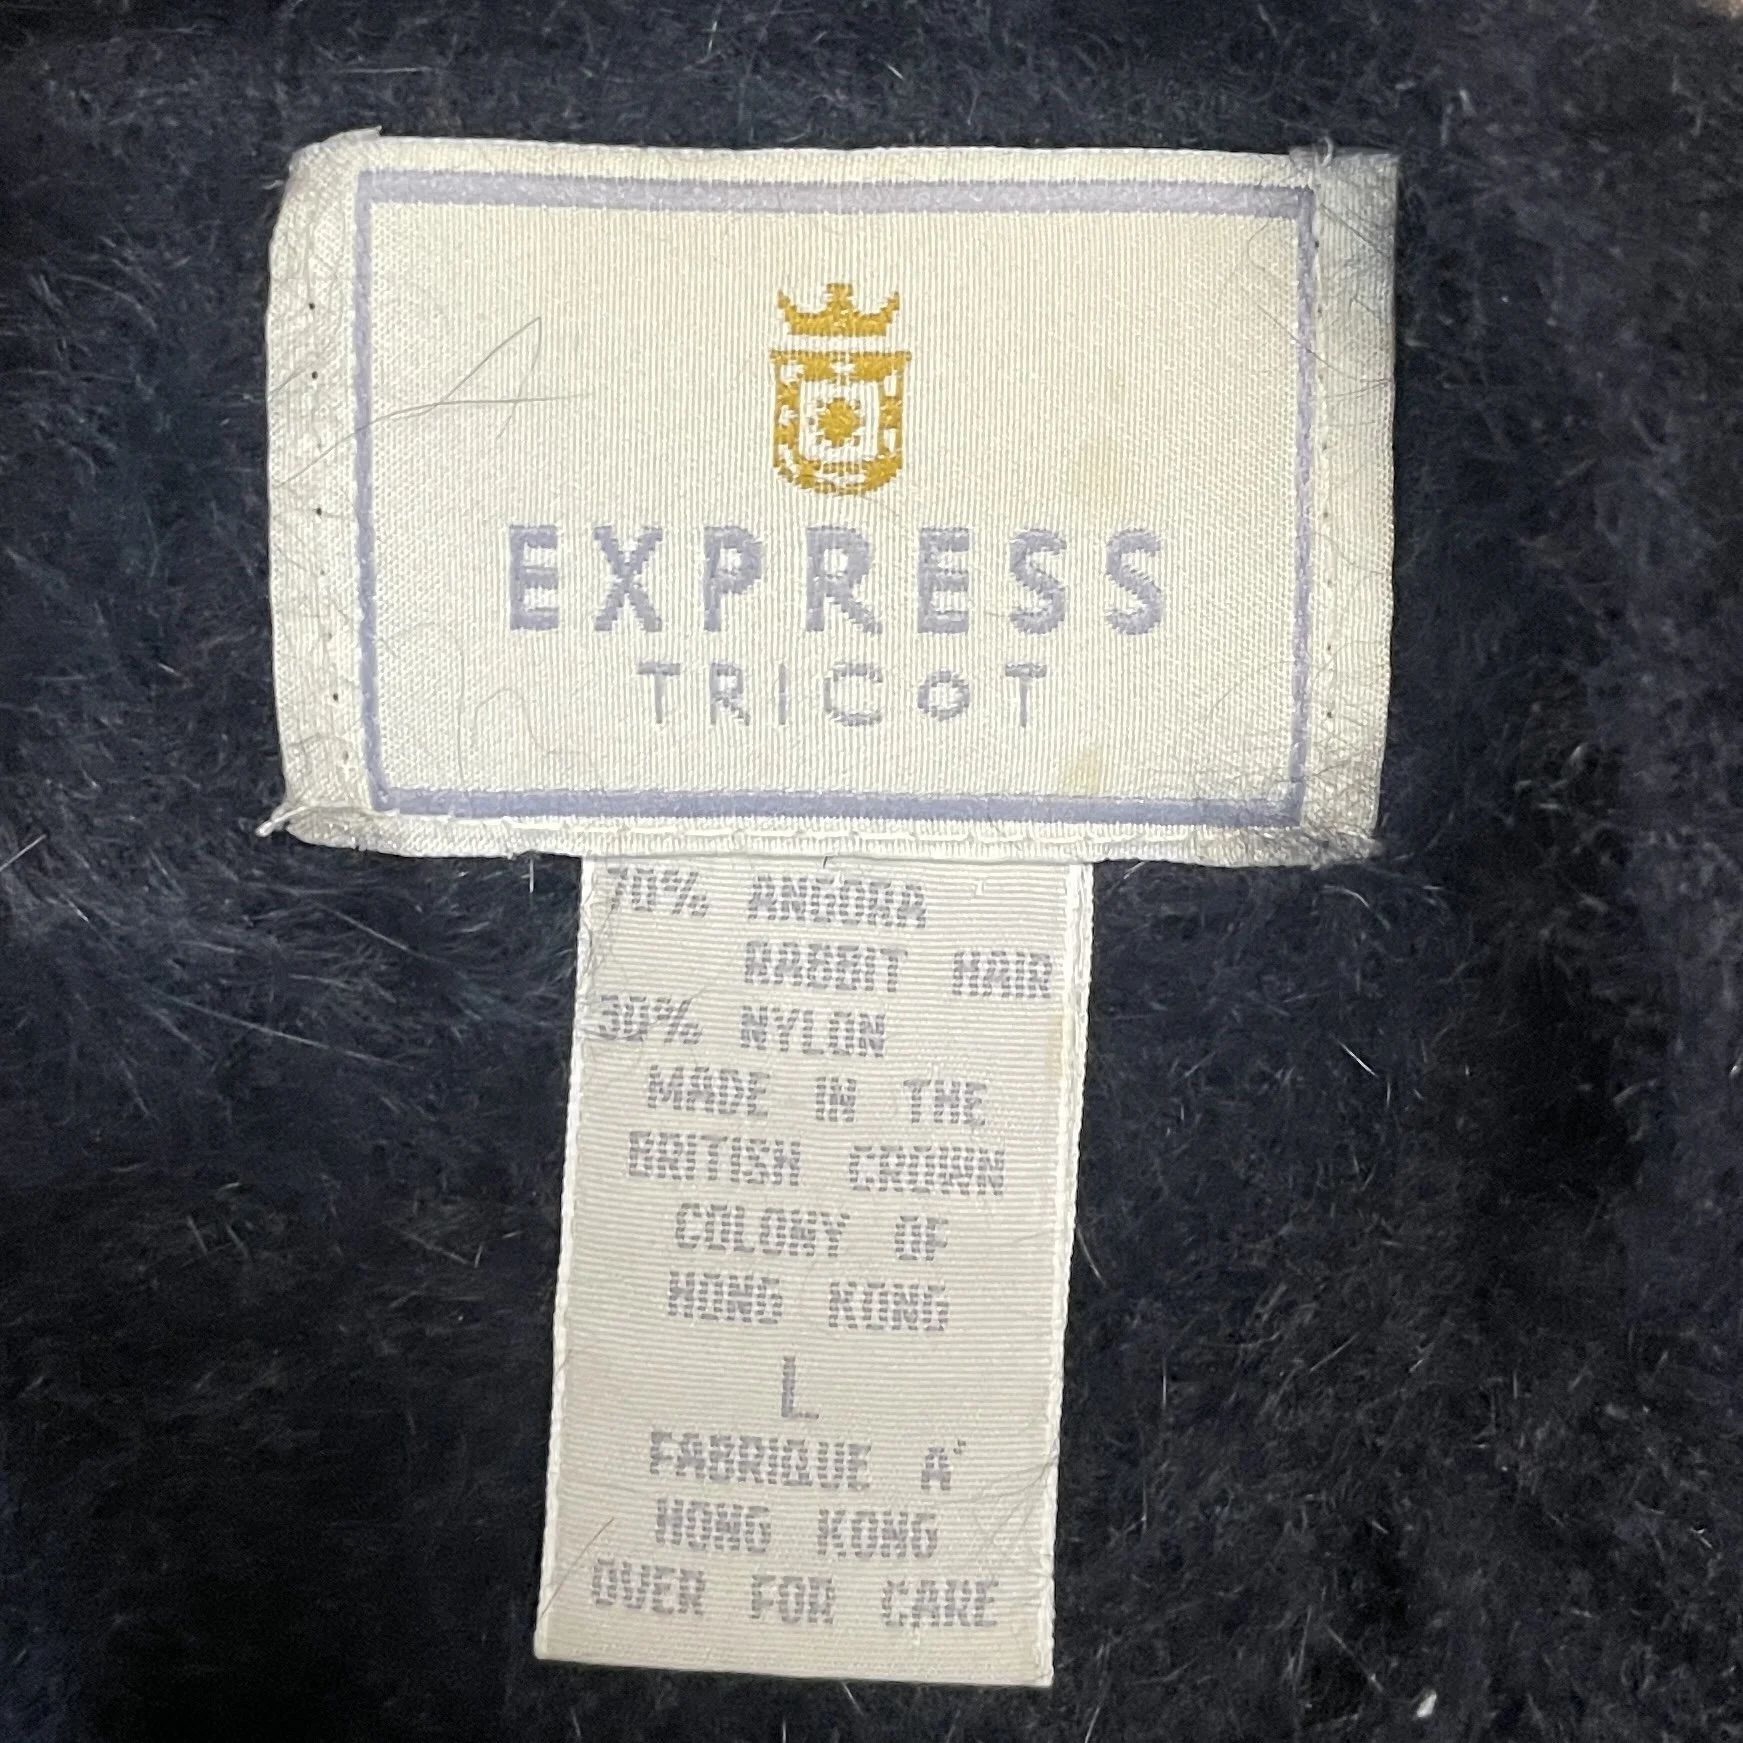 EXPRESS
TRICOT
70% ANGORA
RABBIT HAIR
30% NYLON
MADE IN THE
BRITISH CROWN
COLONY OF
HONG KONG
L
FABRIQUE A'
HONG KONG
OVER FOR CARE